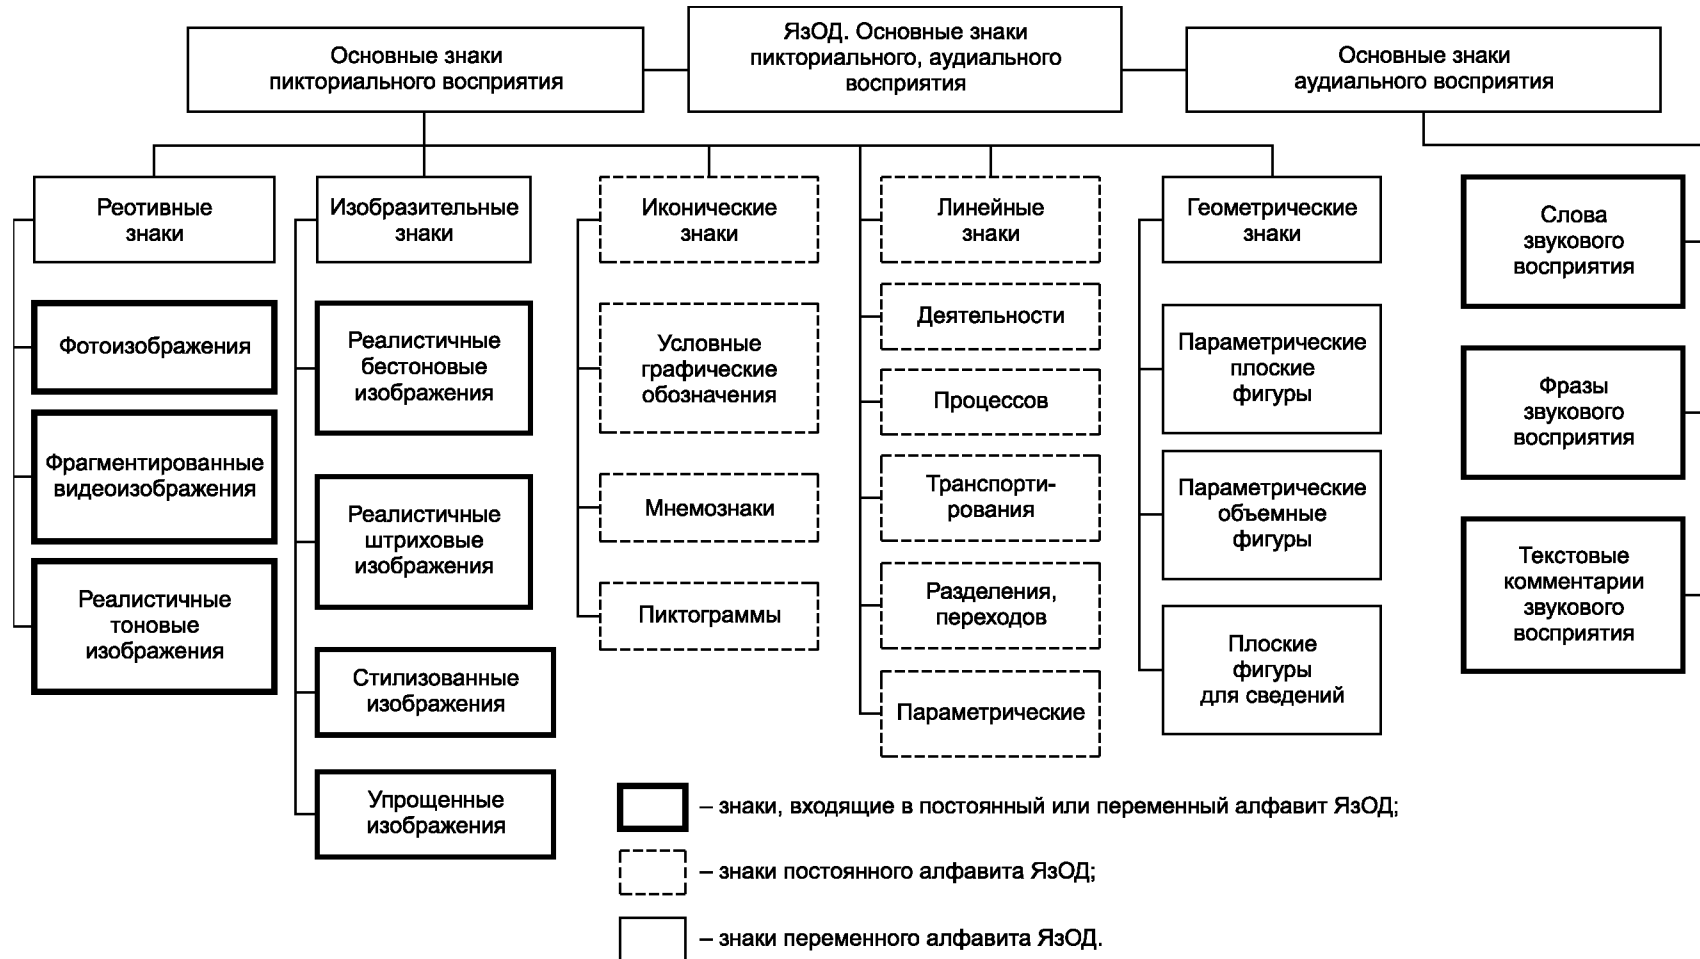 Основные знаки
пикториального восприятия
ЯзОД. Основные знаки
пикториального, аудиального
восприятия
Основные знаки
аудиального восприятия
Реотивные
знаки
Фотоизображения
Фрагментированные
видеоизображения
Реалистичные
тоновые
изображения
Изобразительные
знаки
Реалистичные
бестоновые
изображения
Реалистичные
штриховые
изображения
Стилизованные
изображения
Упрощенные
изображения
Иконические
знаки
Условные
графические
обозначения
Мнемознаки
Пиктограммы
Линейные
знаки
Деятельности
Процессов
Транспорти-
рования
Разделения,
переходов
Параметрические
Геометрические
знаки
Параметрические
плоские
фигуры
Параметрические
объемные
фигуры
Плоские
фигуры
для сведений
Слова
звукового
восприятия
Фразы
звукового
восприятия
Текстовые
комментарии
звукового
восприятия
– знаки, входящие в постоянный или переменный алфавит ЯзОД;
– знаки постоянного алфавита ЯзОД;
– знаки переменного алфавита ЯзОД.